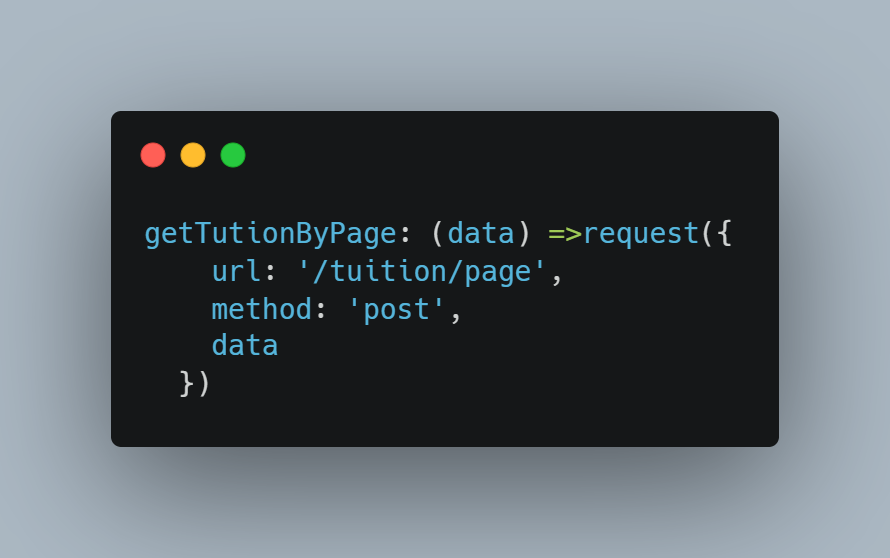 getTutionByPage: (data) =>request({
    url: '/tuition/page',
    method: 'post',
    data
  })